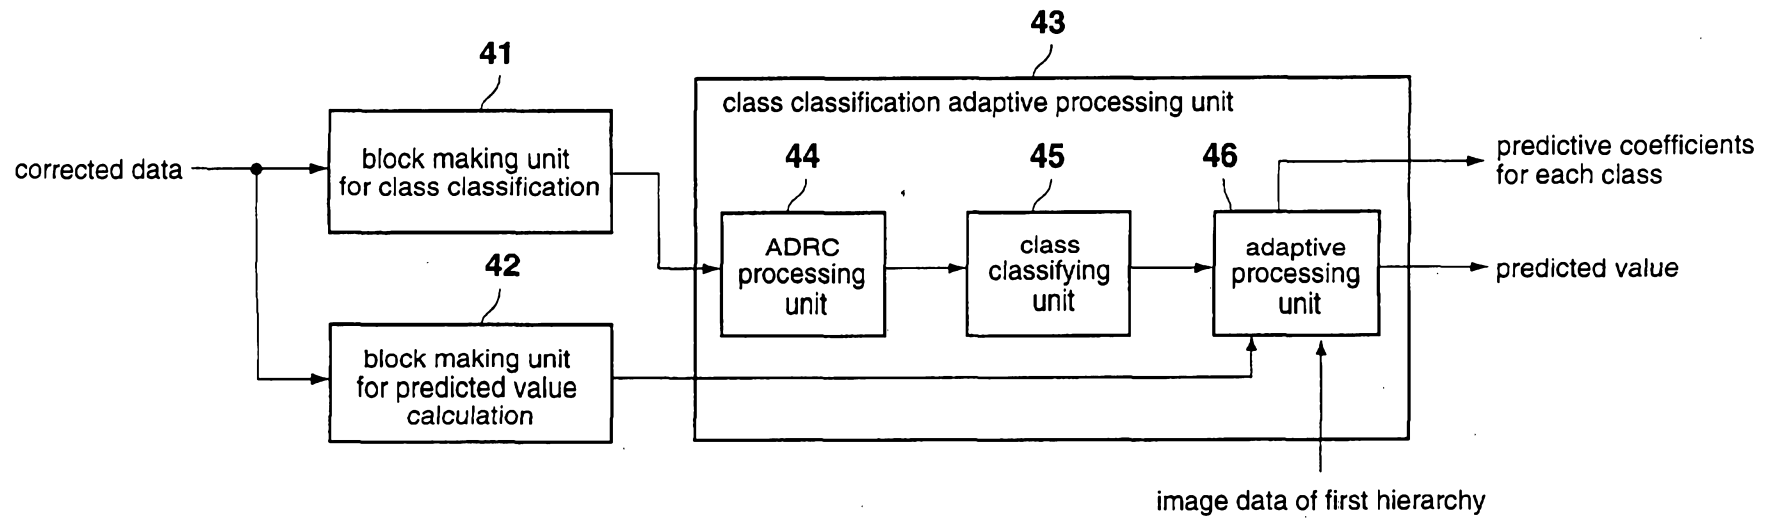 43
41
class classification adaptive processing unit
44
45
46
predictive coefficients
for each class
corrected data
block making unit
for class classification
ADRC
processing
unit
class
classifying
unit
adaptive
processing
unit
predicted value
42
block making unit
for predicted value
calculation
image data of first hierarchy